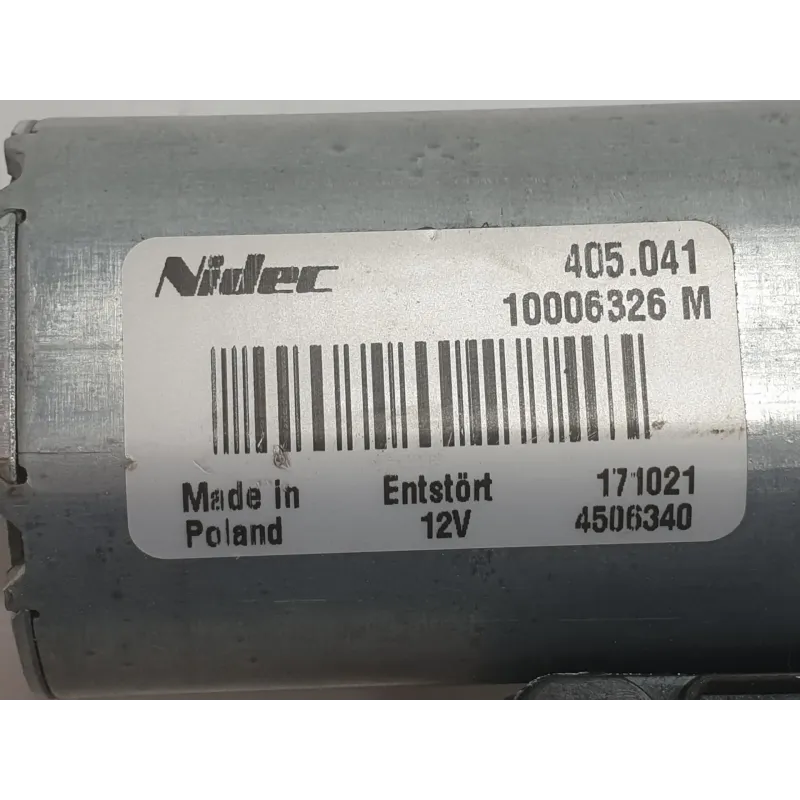 Nidec 405.041
10006326 M
Made in Entstört 171021
Poland 12V 4506340